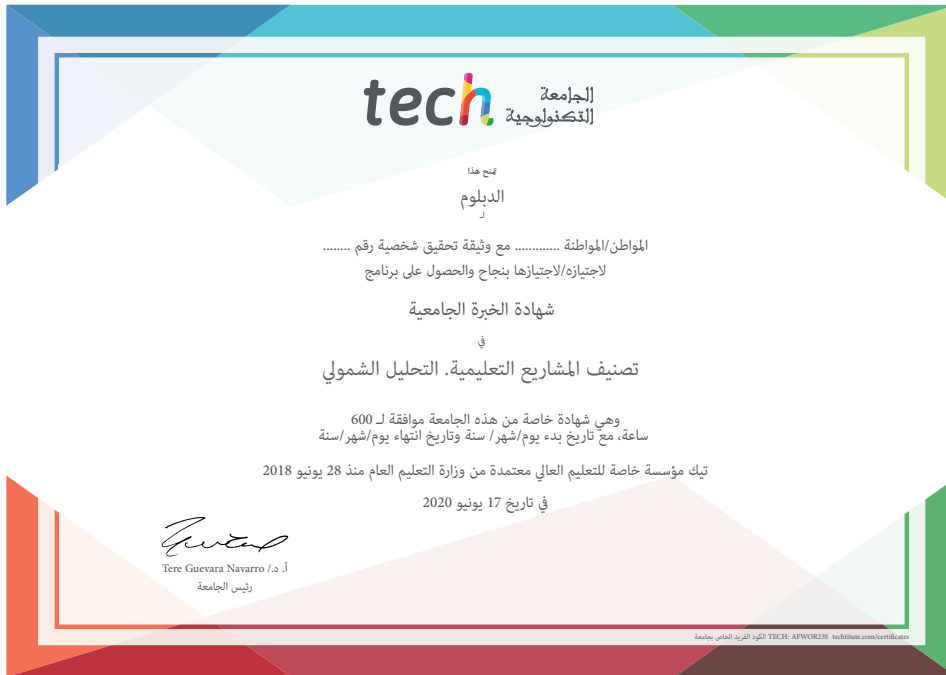 tech الجامعة
التكنولوجية
يمنح هذا
الدبلوم
لـ
المواطن/المواطنة ............ مع وثيقة تحقيق شخصية رقم ........
لاجتيازه/لاجتيازها بنجاح والحصول على برنامج
شهادة الخبرة الجامعية
في
تصنيف المشاريع التعليمية. التحليل الشمولي
وهي شهادة خاصة من هذه الجامعة موافقة لـ 600
ساعة، مع تاريخ بدء يوم/شهر/ سنة وتاريخ انتهاء يوم/شهر/سنة
تيك مؤسسة خاصة للتعليم العالي معتمدة من وزارة التعليم العام منذ 28 يونيو 2018
في تاريخ 17 يونيو 2020
أ. د./ Tere Guevara Navarro
رئيس الجامعة
الكود الفريد الخاص بجامعة TECH: AFWOR23S techtitute.com/certificates